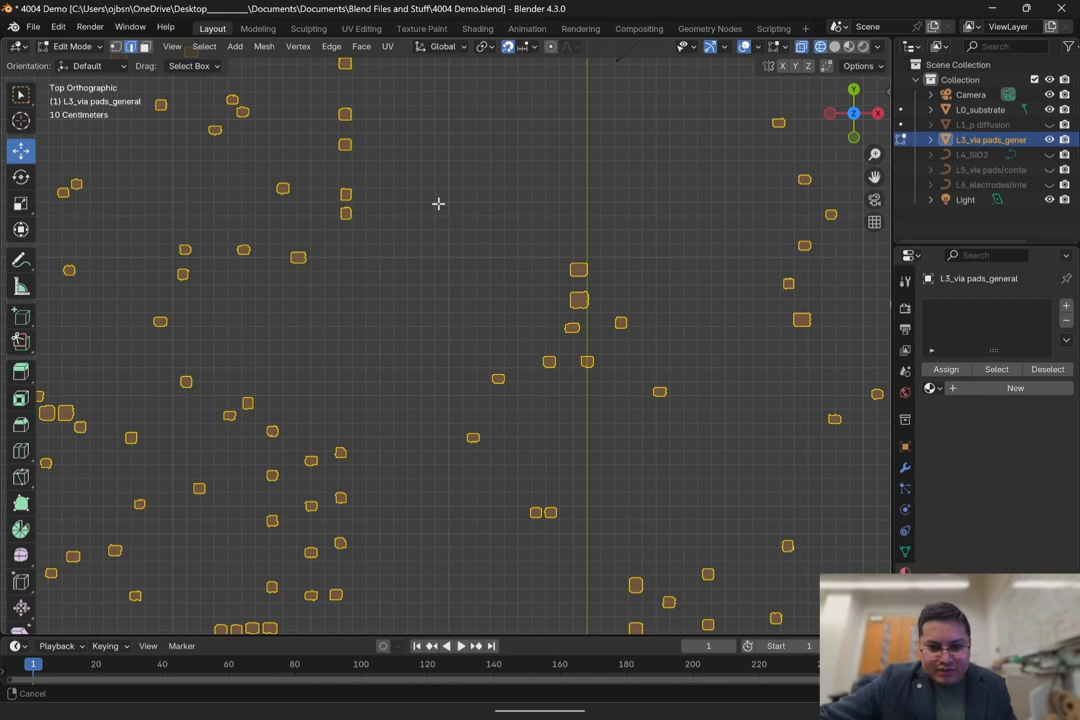 * 4004 Demo [C:\Users\ojbsn\OneDrive\Desktop_________\Documents\Documents\Blend Files and Stuff\4004 Demo.blend] - Blender 4.3.0
File Edit Render Window Help Layout Modeling Sculpting UV Editing Texture Paint Shading Animation Rendering Compositing Geometry Nodes Scripting + Scene ViewLayer
Edit Mode View Select Add Mesh Vertex Edge Face UV Global Search
Orientation: Default Drag: Select Box X Y Z Options
Scene Collection
Collection
Camera
L0_substrate
L1_p diffusion
L3_via pads_gener
L4_SiO2
L5_via pads/conta
L6_electrodes/inte
Light
Top Orthographic
(1) L3_via pads_general
10 Centimeters
Y
Z X
Search
L3_via pads_general
Assign Select Deselect
+ New
Playback Keying View Marker 1 Start 1
1 20 40 60 80 100 120 140 160 180 200 220
Cancel